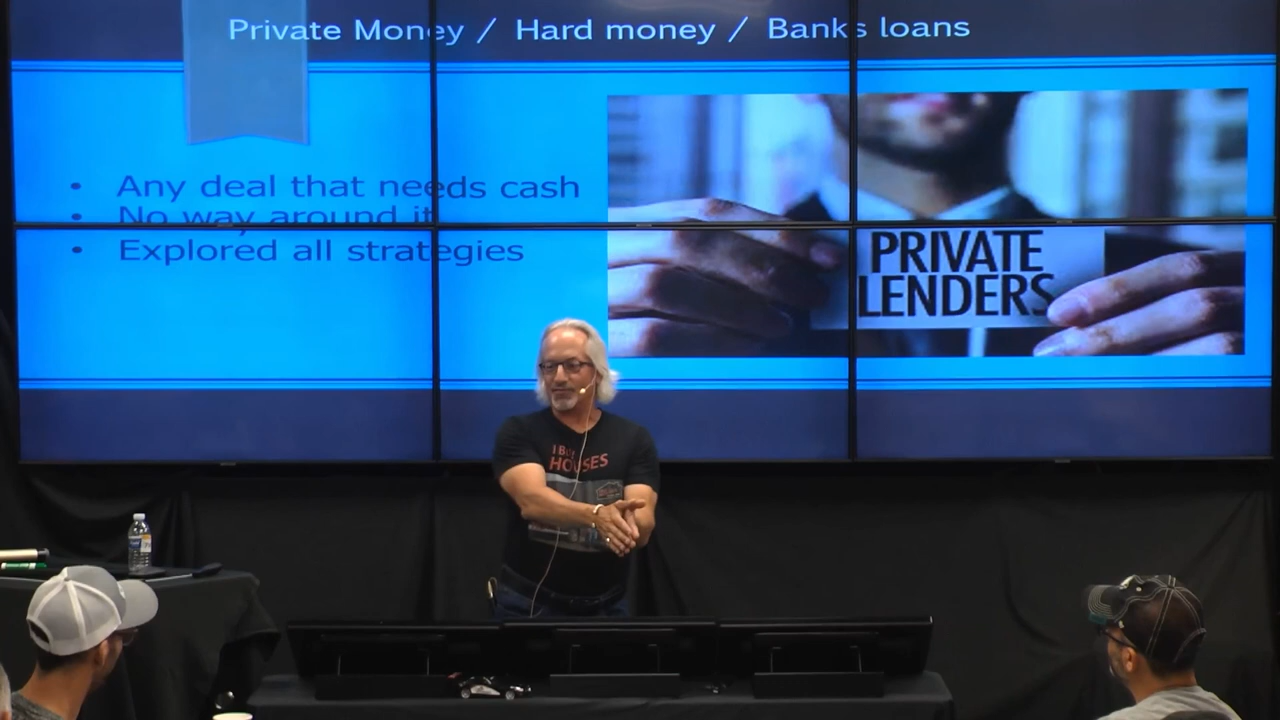 Private Money / Hard money / Banks loans
• Any deal that needs cash
• No way around it
• Explored all strategies
PRIVATE
LENDERS
I Buy
HOUSES